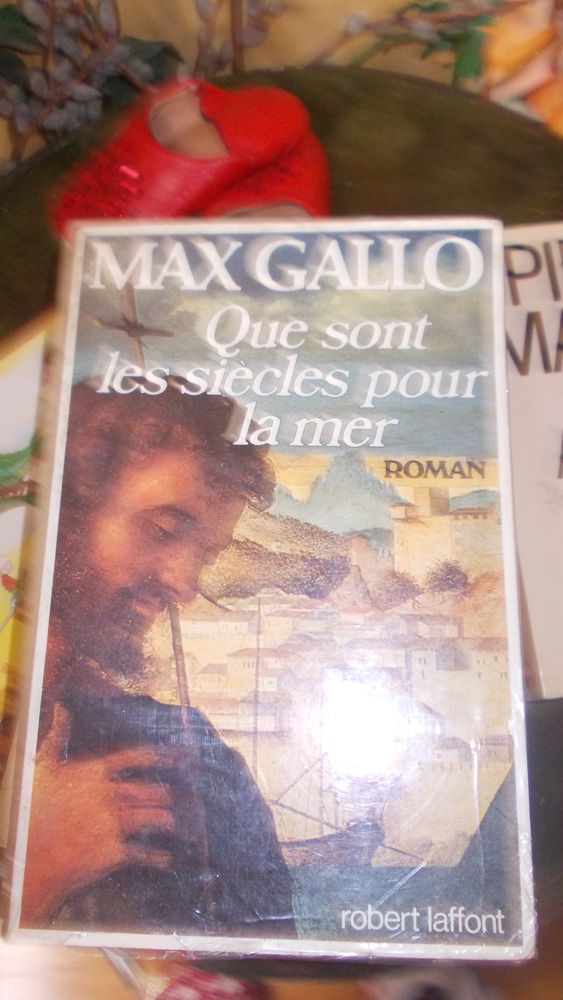 MAX GALLO
Que sont
les siècles pour
la mer
ROMAN
robert laffont